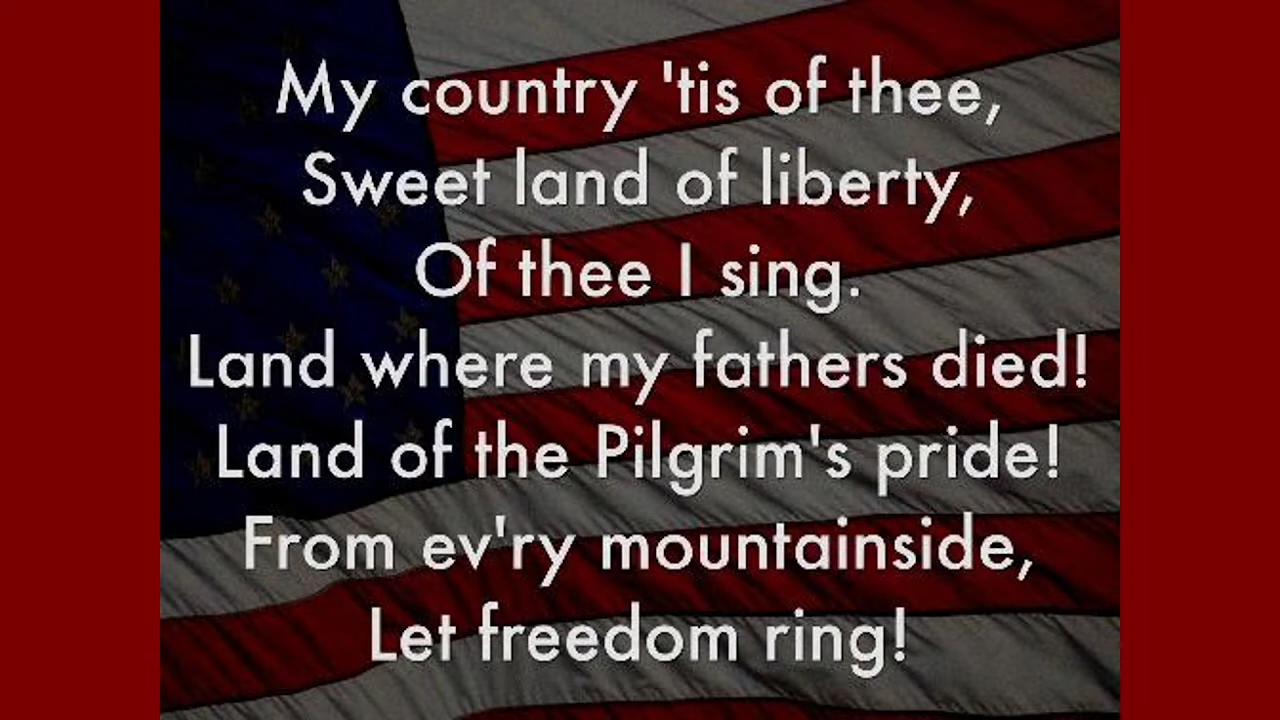 My country 'tis of thee,
Sweet land of liberty,
Of thee I sing.
Land where my fathers died!
Land of the Pilgrim's pride!
From ev'ry mountainside,
Let freedom ring!